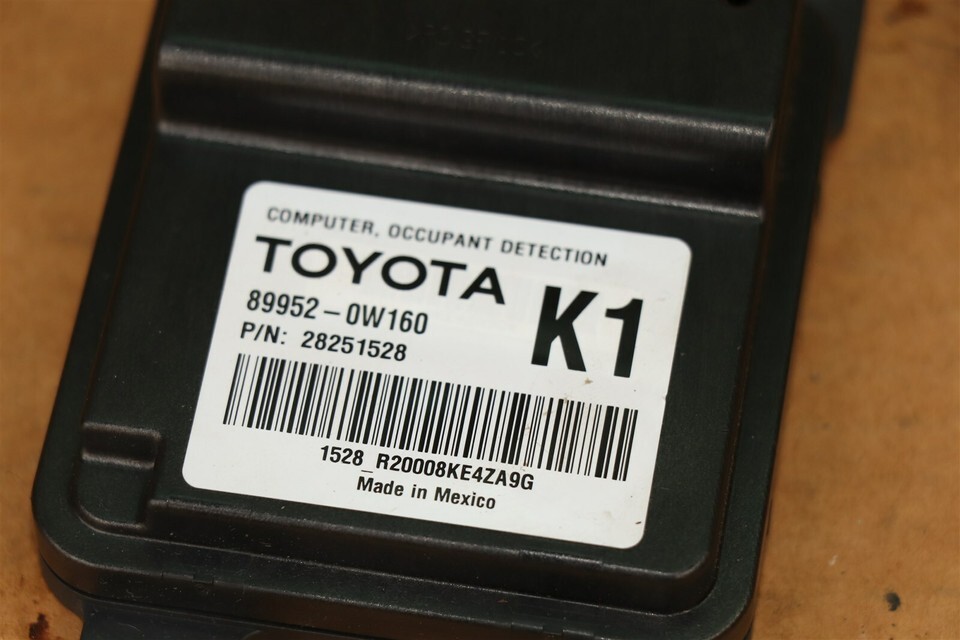 COMPUTER, OCCUPANT DETECTION
TOYOTA
89952-0W160
K1
P/N: 28251528
1528_R20008KE4ZA9G
Made in Mexico